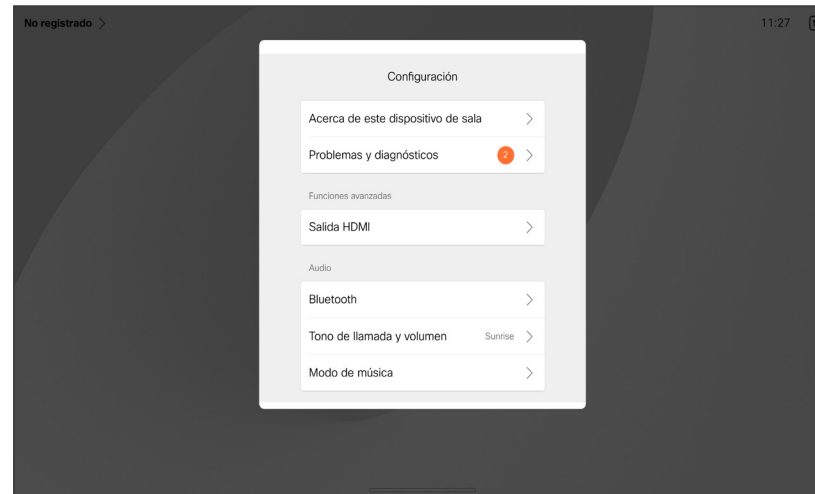 No registrado
11:27
Configuración
Acerca de este dispositivo de sala
Problemas y diagnósticos 2
Funciones avanzadas
Salida HDMI
Audio
Bluetooth
Tono de llamada y volumen Sunrise
Modo de música